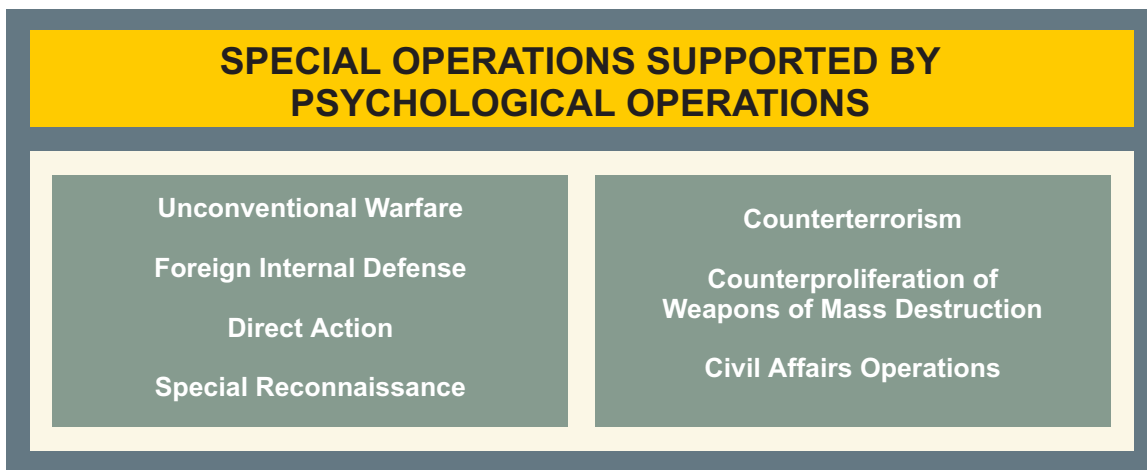 SPECIAL OPERATIONS SUPPORTED BY
PSYCHOLOGICAL OPERATIONS
Unconventional Warfare
Foreign Internal Defense
Direct Action
Special Reconnaissance
Counterterrorism
Counterproliferation of
Weapons of Mass Destruction
Civil Affairs Operations